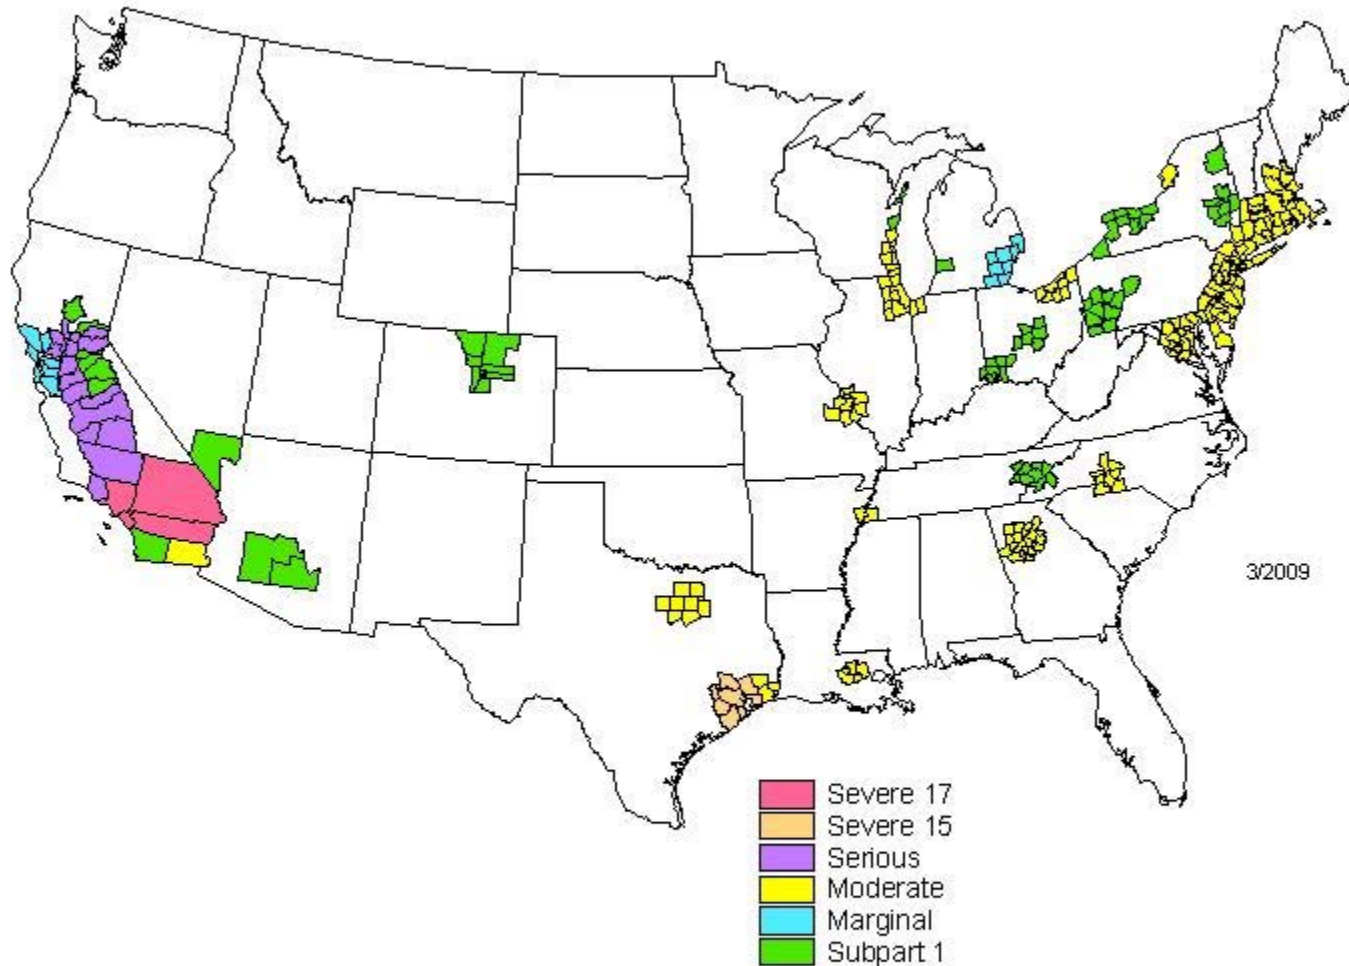 3/2009
Severe 17
Severe 15
Serious
Moderate
Marginal
Subpart 1